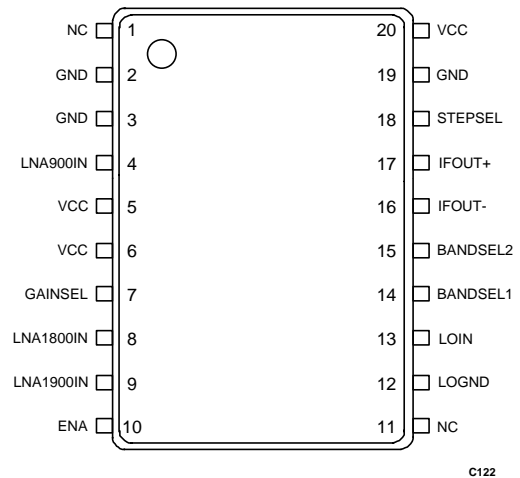 NC 1 20 VCC
GND 2 19 GND
GND 3 18 STEPSEL
LNA900IN 4 17 IFOUT+
VCC 5 16 IFOUT-
VCC 6 15 BANDSEL2
GAINSEL 7 14 BANDSEL1
LNA1800IN 8 13 LOIN
LNA1900IN 9 12 LOGND
ENA 10 11 NC
C122